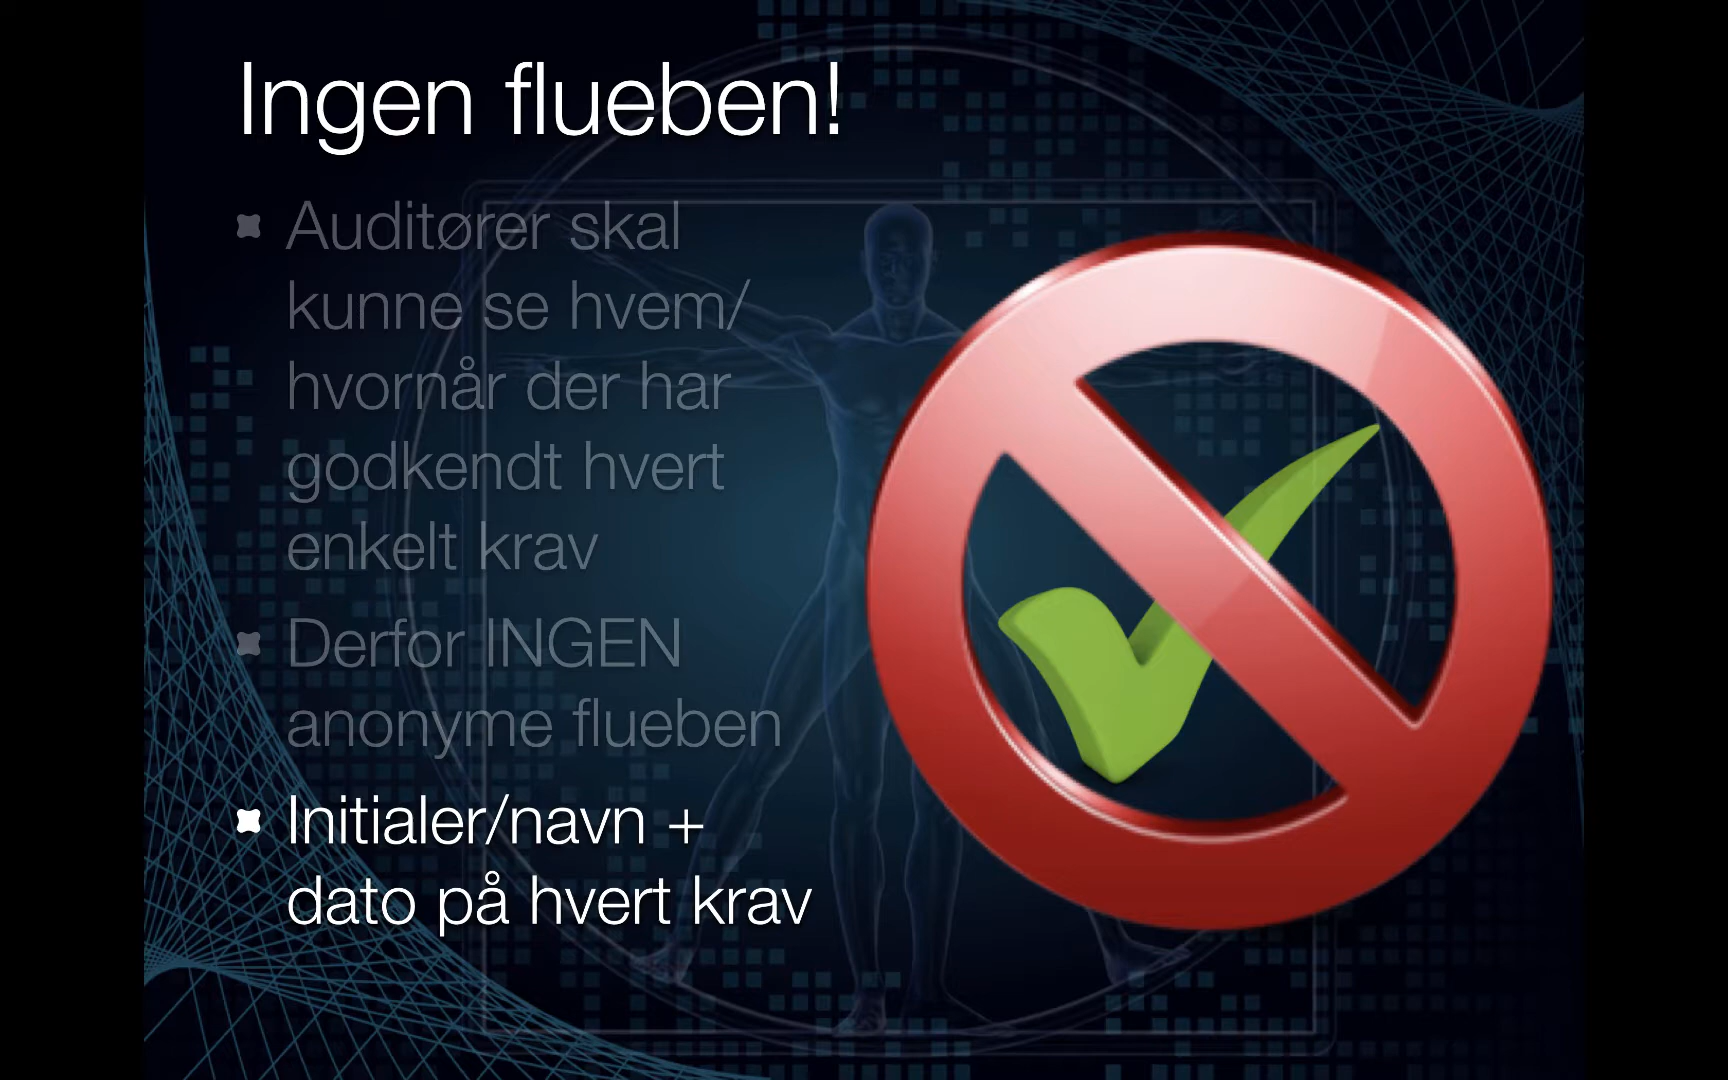 Ingen flueben!
Auditører skal
kunne se hvem/
hvornår der har
godkendt hvert
enkelt krav
Derfor INGEN
anonyme flueben
Initialer/navn +
dato på hvert krav